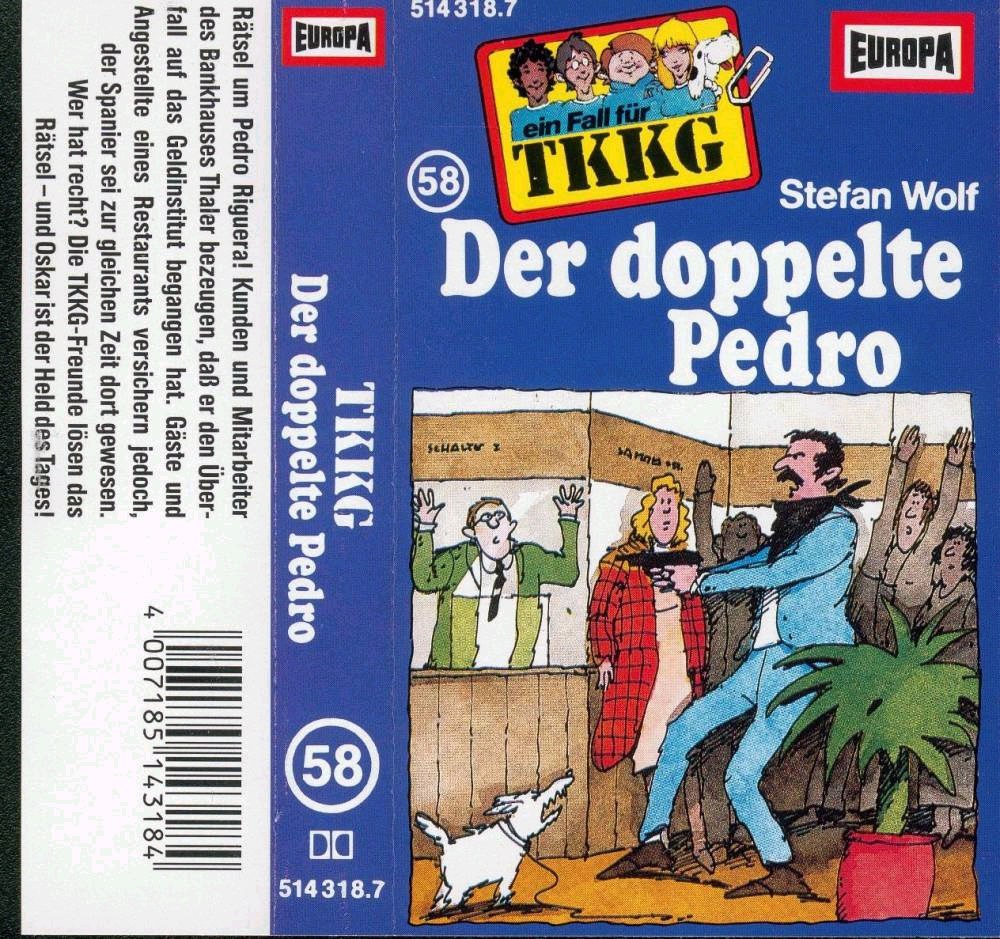 Rätsel um Pedro Riguera! Kunden und Mitarbeiter
des Bankhauses Thaler bezeugen, daß er den Über-
fall auf das Geldinstitut begangen hat. Gäste und
Angestellte eines Restaurants versichern jedoch,
der Spanier sei zur gleichen Zeit dort gewesen.
Wer hat recht? Die TKKG-Freunde lösen das
Rätsel – und Oskar ist der Held des Tages!
4 007185 143184
EUROPA
TKKG
Der doppelte Pedro
58
514 318.7
514 318.7
ein Fall für
TKKG
EUROPA
58
Stefan Wolf
Der doppelte
Pedro
SCHALTER 2